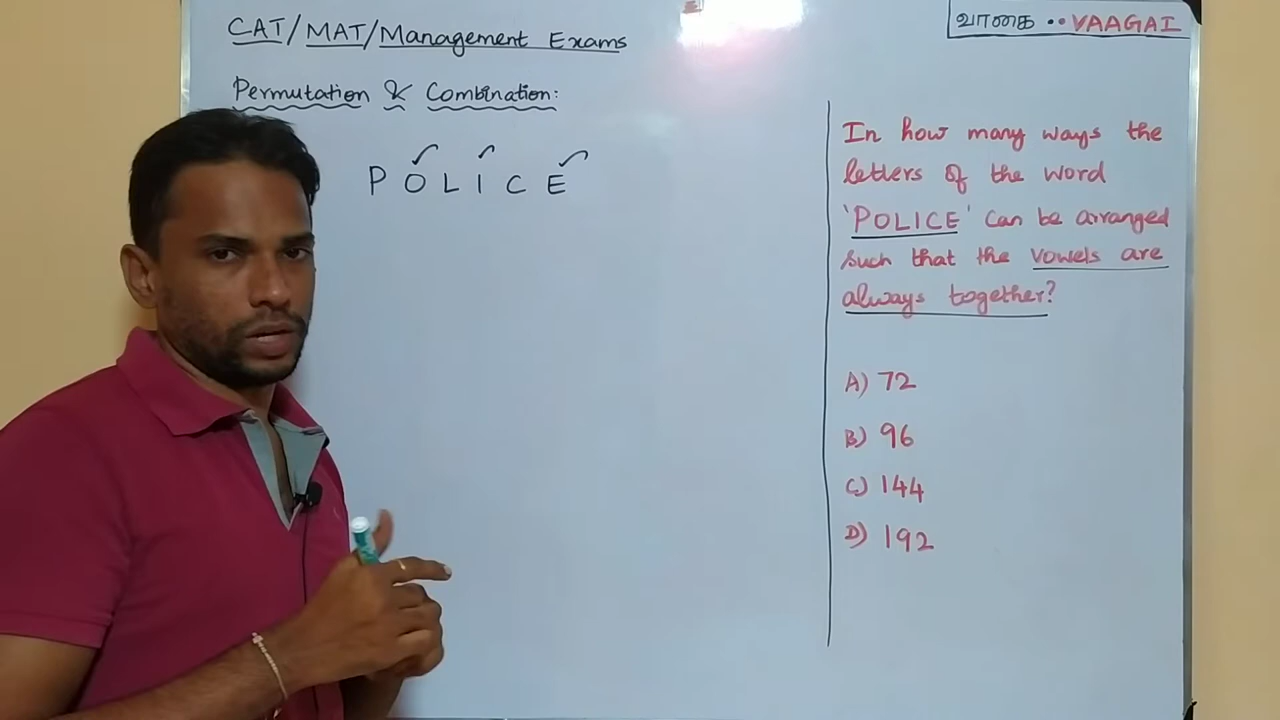 CAT/MAT/Management Exams
வாகை ..VAAGAI
Permutation & Combination:
P O L I C E
In how many ways the
letters of the word
'POLICE' can be arranged
such that the vowels are
always together?
A) 72
B) 96
C) 144
D) 192